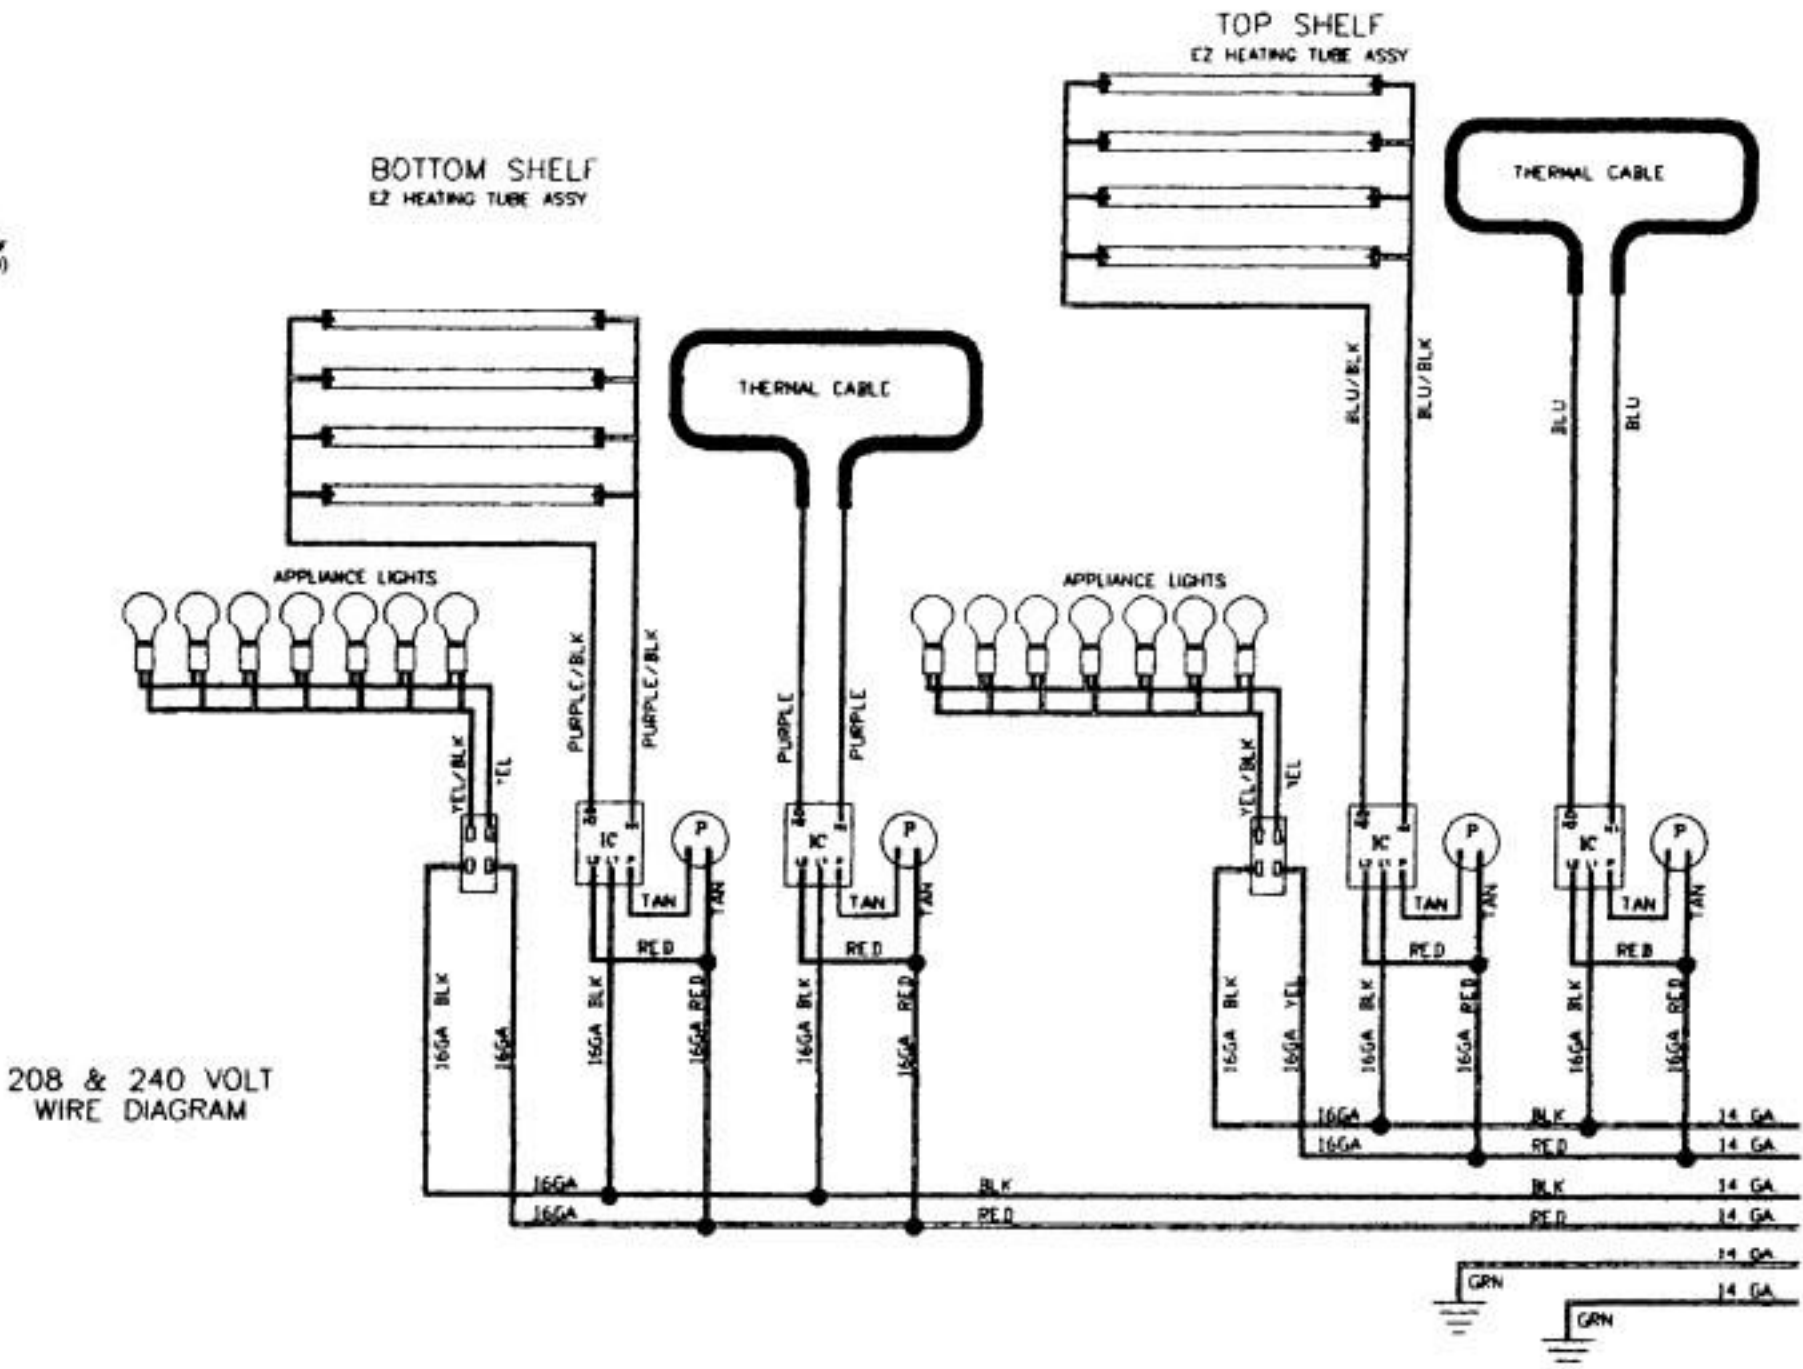 TOP SHELF
EZ HEATING TUBE ASSY
THERMAL CABLE
BOTTOM SHELF
EZ HEATING TUBE ASSY
THERMAL CABLE
BLU/BLK
BLU/BLK
BLU
BLU
APPLIANCE LIGHTS
APPLIANCE LIGHTS
PURPLE/BLK
PURPLE/BLK
PURPLE
PURPLE
YEL/BLK
YEL
YEL/BLK
YEL
IC
P
IC
P
IC
P
IC
P
TAN
TAN
TAN
TAN
TAN
TAN
TAN
TAN
RED
RED
RED
RED
16GA BLK
16GA
16GA BLK
16GA RED
16GA BLK
16GA RED
16GA BLK
16GA YEL
16GA BLK
16GA RED
16GA BLK
16GA RED
208 & 240 VOLT
WIRE DIAGRAM
16GA BLK 14 GA
16GA RED 14 GA
16GA BLK BLK 14 GA
16GA RED RED 14 GA
14 GA
GRN
14 GA
GRN